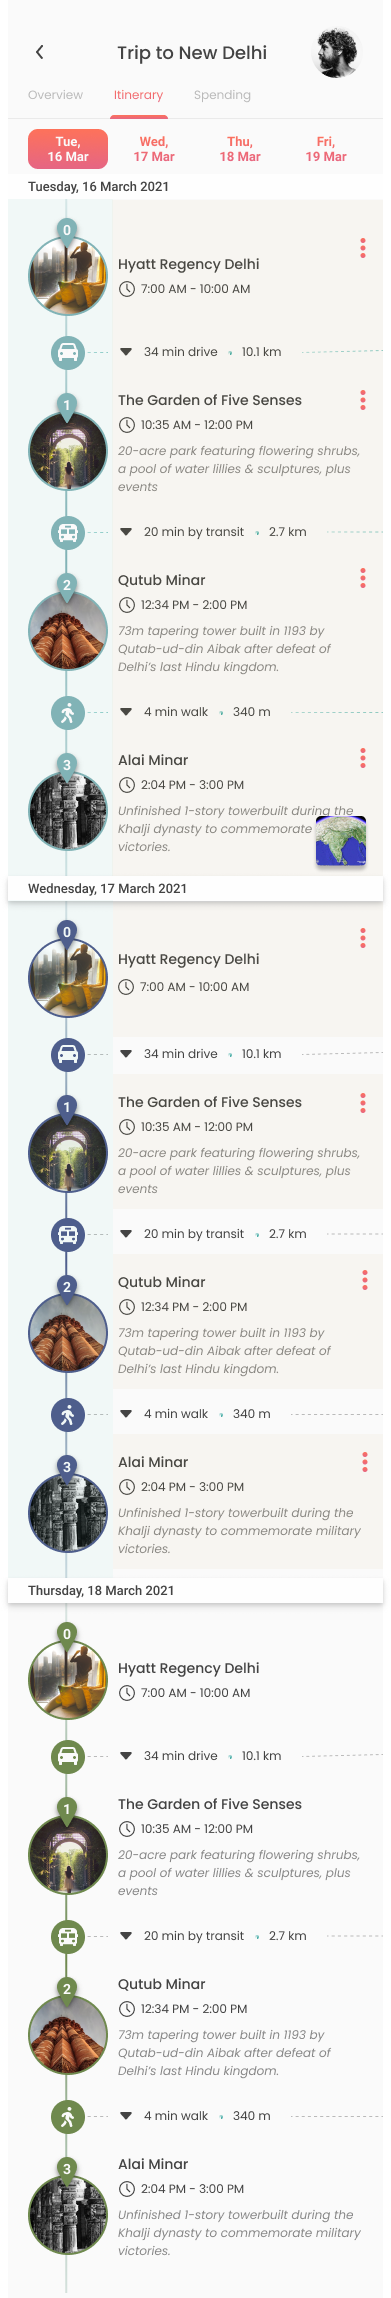 Trip to New Delhi
Overview Itinerary Spending
Tue, Wed, Thu, Fri,
16 Mar 17 Mar 18 Mar 19 Mar
Tuesday, 16 March 2021
0
Hyatt Regency Delhi
7:00 AM - 10:00 AM
34 min drive 10.1 km
1
The Garden of Five Senses
10:35 AM - 12:00 PM
20-acre park featuring flowering shrubs,
a pool of water lillies & sculptures, plus
events
20 min by transit 2.7 km
2
Qutub Minar
12:34 PM - 2:00 PM
73m tapering tower built in 1193 by
Qutab-ud-din Aibak after defeat of
Delhi's last Hindu kingdom.
4 min walk 340 m
3
Alai Minar
2:04 PM - 3:00 PM
Unfinished 1-story towerbuilt during the
Khalji dynasty to commemorate
victories.
Wednesday, 17 March 2021
0
Hyatt Regency Delhi
7:00 AM - 10:00 AM
34 min drive 10.1 km
1
The Garden of Five Senses
10:35 AM - 12:00 PM
20-acre park featuring flowering shrubs,
a pool of water lillies & sculptures, plus
events
20 min by transit 2.7 km
2
Qutub Minar
12:34 PM - 2:00 PM
73m tapering tower built in 1193 by
Qutab-ud-din Aibak after defeat of
Delhi's last Hindu kingdom.
4 min walk 340 m
3
Alai Minar
2:04 PM - 3:00 PM
Unfinished 1-story towerbuilt during the
Khalji dynasty to commemorate military
victories.
Thursday, 18 March 2021
0
Hyatt Regency Delhi
7:00 AM - 10:00 AM
34 min drive 10.1 km
1
The Garden of Five Senses
10:35 AM - 12:00 PM
20-acre park featuring flowering shrubs,
a pool of water lillies & sculptures, plus
events
20 min by transit 2.7 km
2
Qutub Minar
12:34 PM - 2:00 PM
73m tapering tower built in 1193 by
Qutab-ud-din Aibak after defeat of
Delhi's last Hindu kingdom.
4 min walk 340 m
3
Alai Minar
2:04 PM - 3:00 PM
Unfinished 1-story towerbuilt during the
Khalji dynasty to commemorate military
victories.